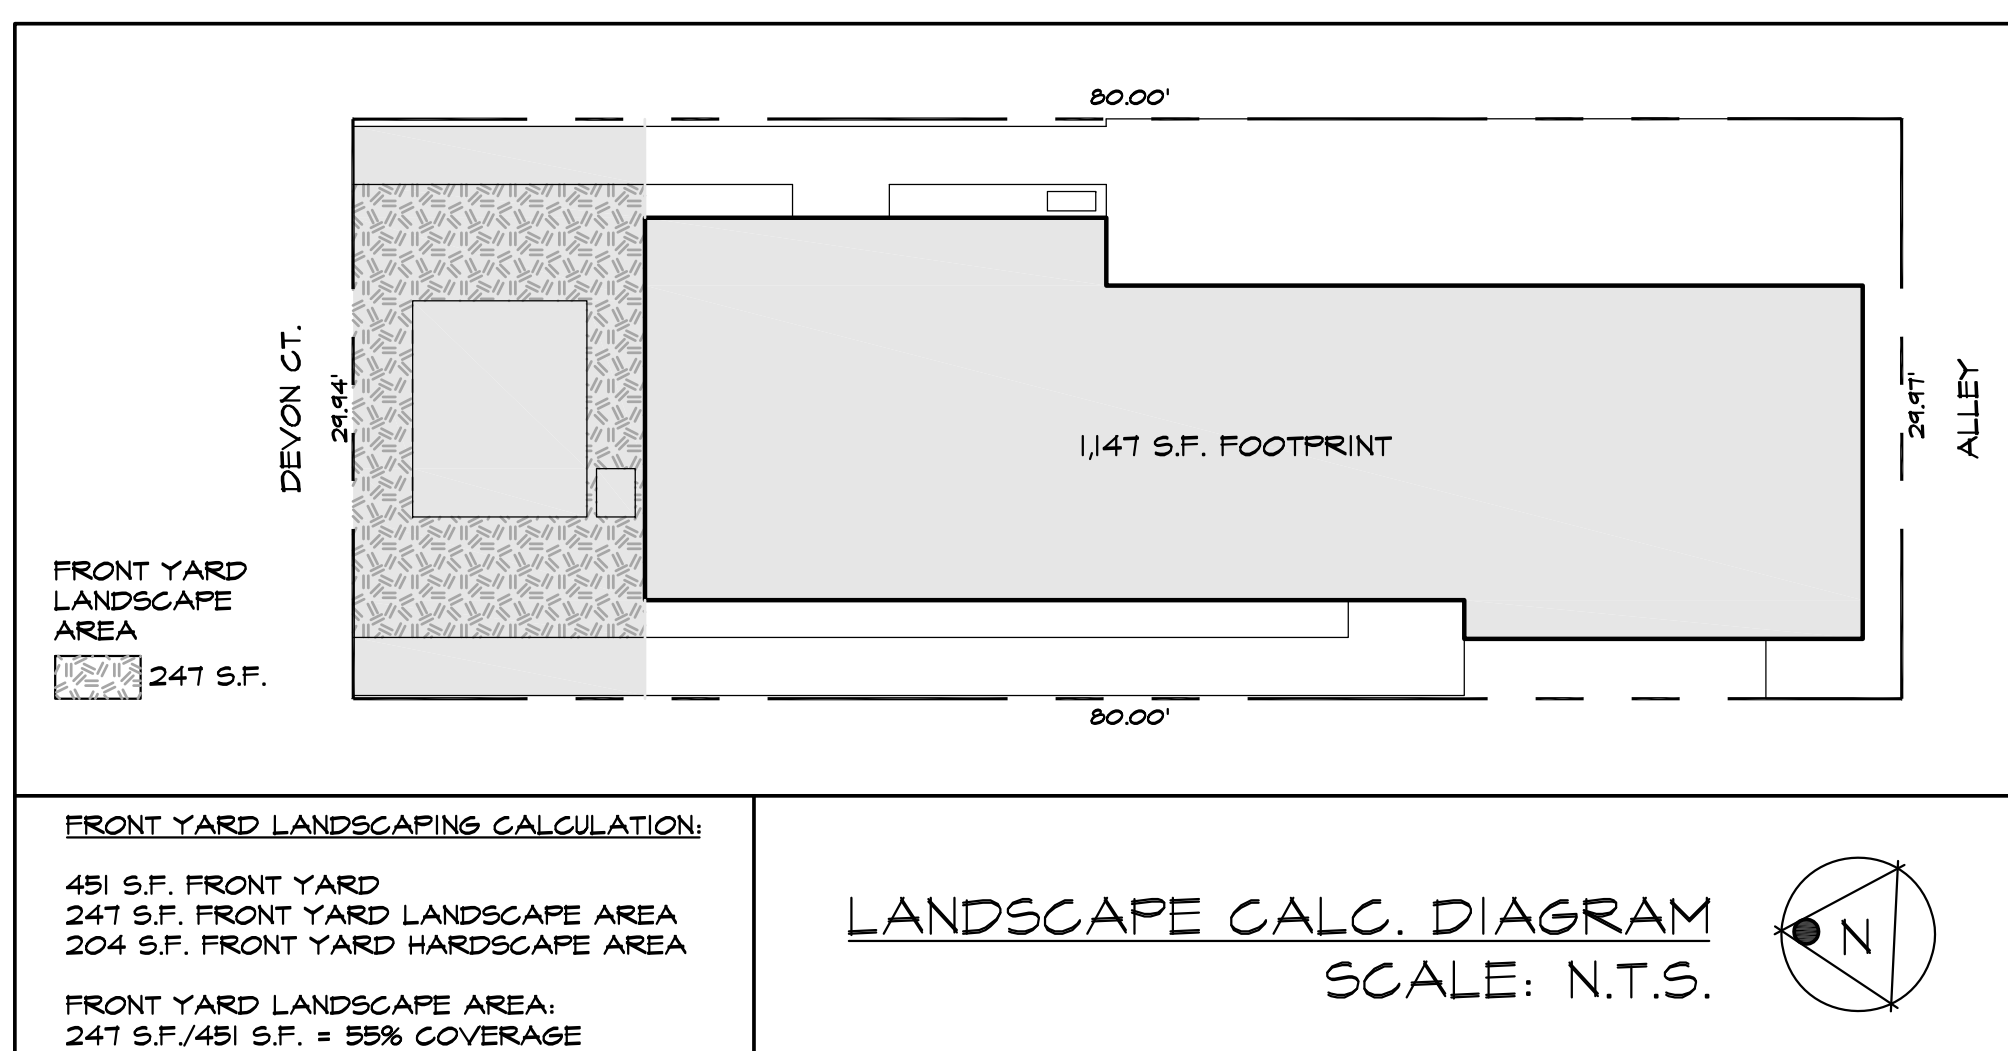 80.00'
DEVON CT.
29.94'
1,147 S.F. FOOTPRINT
29.97'
ALLEY
FRONT YARD
LANDSCAPE
AREA
247 S.F.
80.00'
FRONT YARD LANDSCAPING CALCULATION:
451 S.F. FRONT YARD
247 S.F. FRONT YARD LANDSCAPE AREA
204 S.F. FRONT YARD HARDSCAPE AREA
FRONT YARD LANDSCAPE AREA:
247 S.F./451 S.F. = 55% COVERAGE
LANDSCAPE CALC. DIAGRAM
SCALE: N.T.S.
N